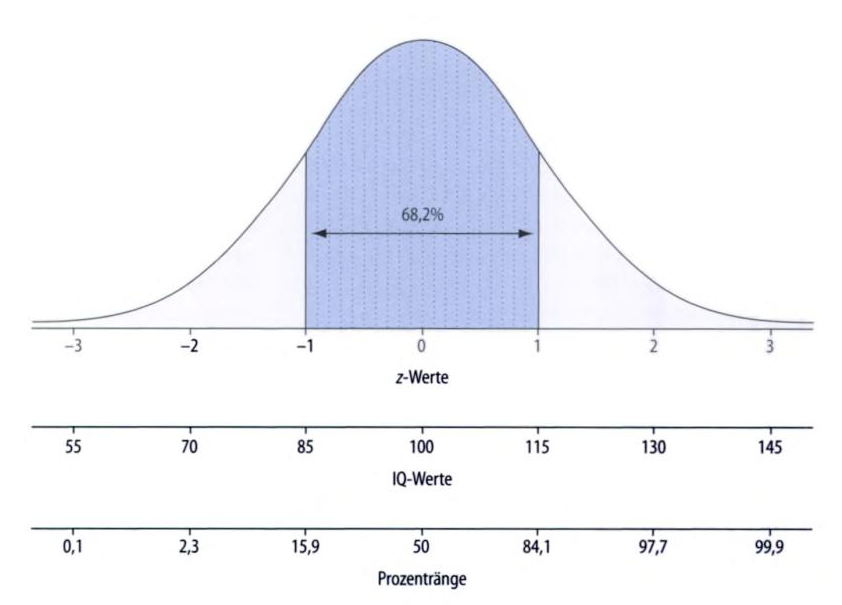 68,2%
–3 –2 –1 0 1 2 3
z-Werte
55 70 85 100 115 130 145
IQ-Werte
0,1 2,3 15,9 50 84,1 97,7 99,9
Prozentränge